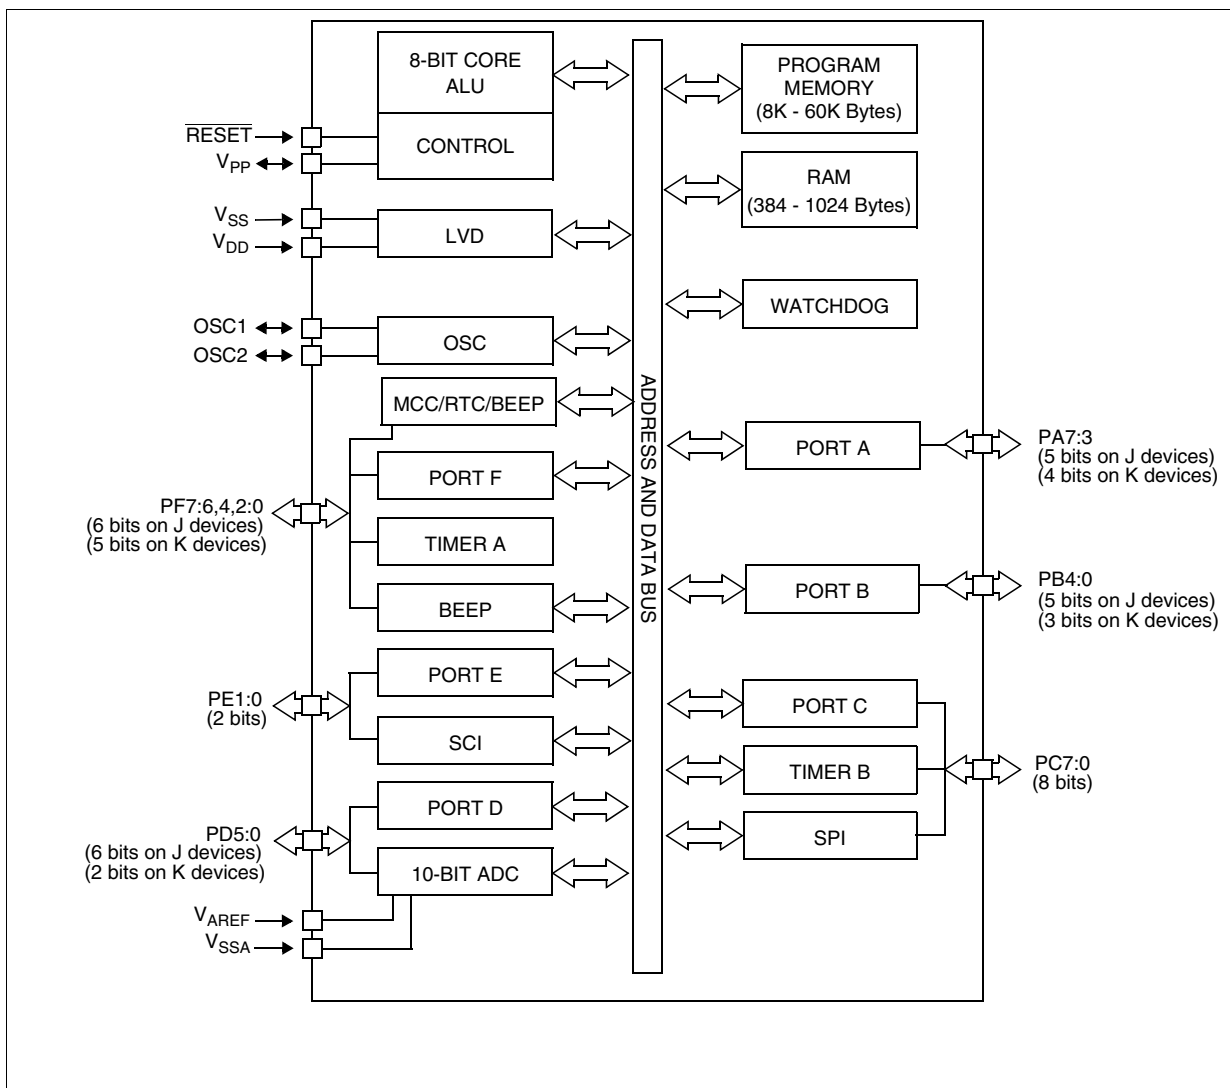 8-BIT CORE
ALU
CONTROL
RESET
VPP
VSS
VDD
LVD
OSC1
OSC2
OSC
MCC/RTC/BEEP
PORT F
TIMER A
BEEP
PF7:6,4,2:0
(6 bits on J devices)
(5 bits on K devices)
PORT E
SCI
PE1:0
(2 bits)
PORT D
10-BIT ADC
PD5:0
(6 bits on J devices)
(2 bits on K devices)
VAREF
VSSA
ADDRESS AND DATA BUS
PROGRAM
MEMORY
(8K - 60K Bytes)
RAM
(384 - 1024 Bytes)
WATCHDOG
PORT A
PA7:3
(5 bits on J devices)
(4 bits on K devices)
PORT B
PB4:0
(5 bits on J devices)
(3 bits on K devices)
PORT C
TIMER B
SPI
PC7:0
(8 bits)